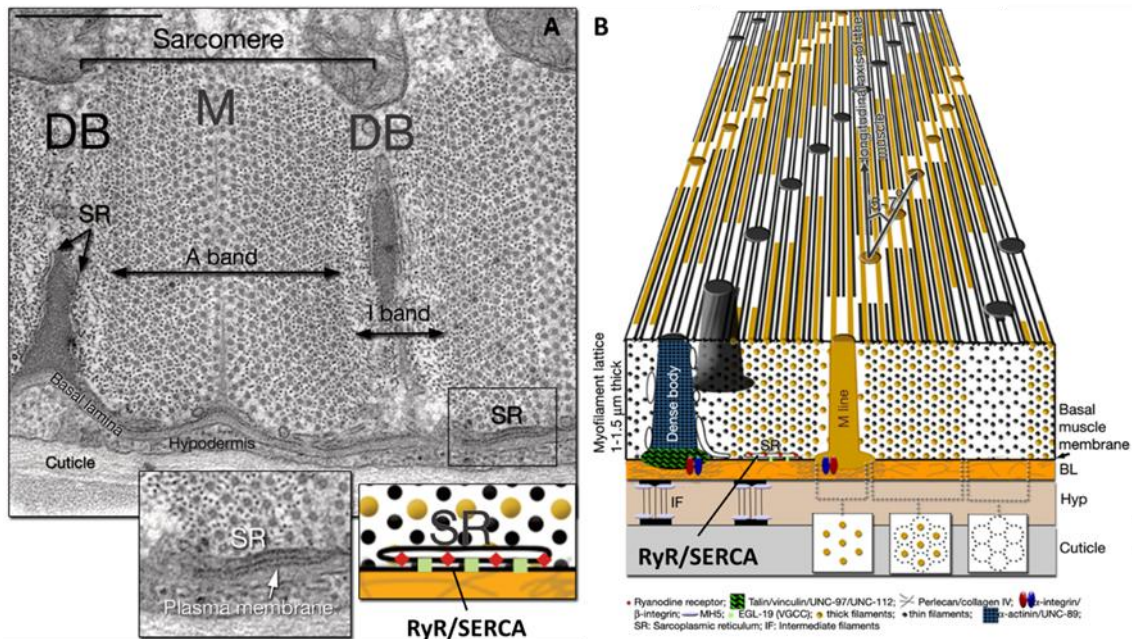 A
Sarcomere
DB
M
DB
SR
A band
I band
Basal lamina
Hypodermis
SR
Cuticle
SR
Plasma membrane
SR
RyR/SERCA
B
longitudinal axis of the
muscle
Myofilament lattice
1-1.5 μm thick
Dense body
SR
M line
Basal
muscle
membrane
BL
IF
Hyp
RyR/SERCA
Cuticle
Ryanodine receptor; Talin/vinculin/UNC-97/UNC-112; Perlecan/collagen IV; α-integrin/
β-integrin; MH5; EGL-19 (VGCC) thick filaments; thin filaments; α-actinin/UNC-89;
SR: Sarcoplasmic reticulum; IF: Intermediate filaments